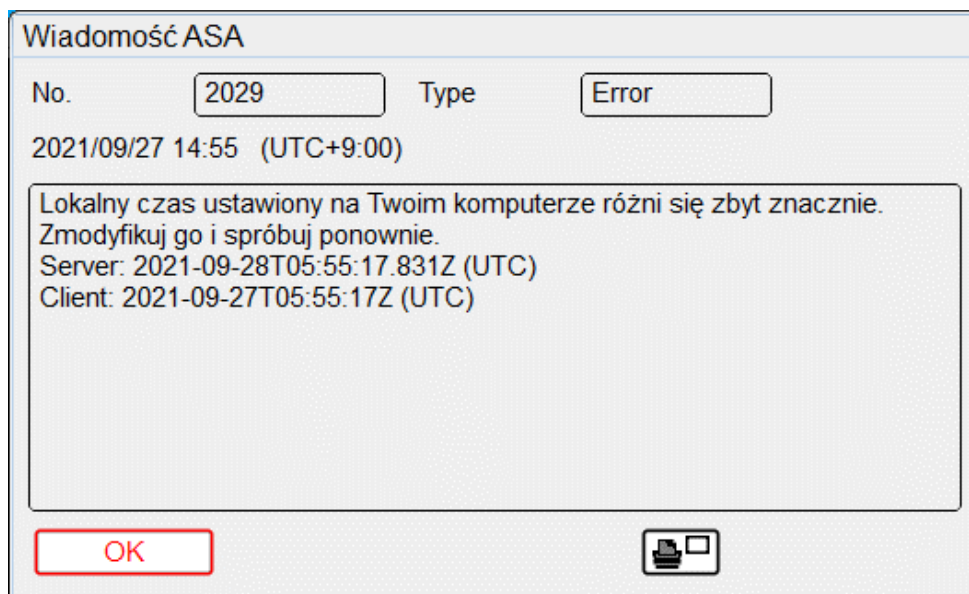 Wiadomość ASA
No. 2029 Type Error
2021/09/27 14:55 (UTC+9:00)
Lokalny czas ustawiony na Twoim komputerze różni się zbyt znacznie.
Zmodyfikuj go i spróbuj ponownie.
Server: 2021-09-28T05:55:17.831Z (UTC)
Client: 2021-09-27T05:55:17Z (UTC)
OK